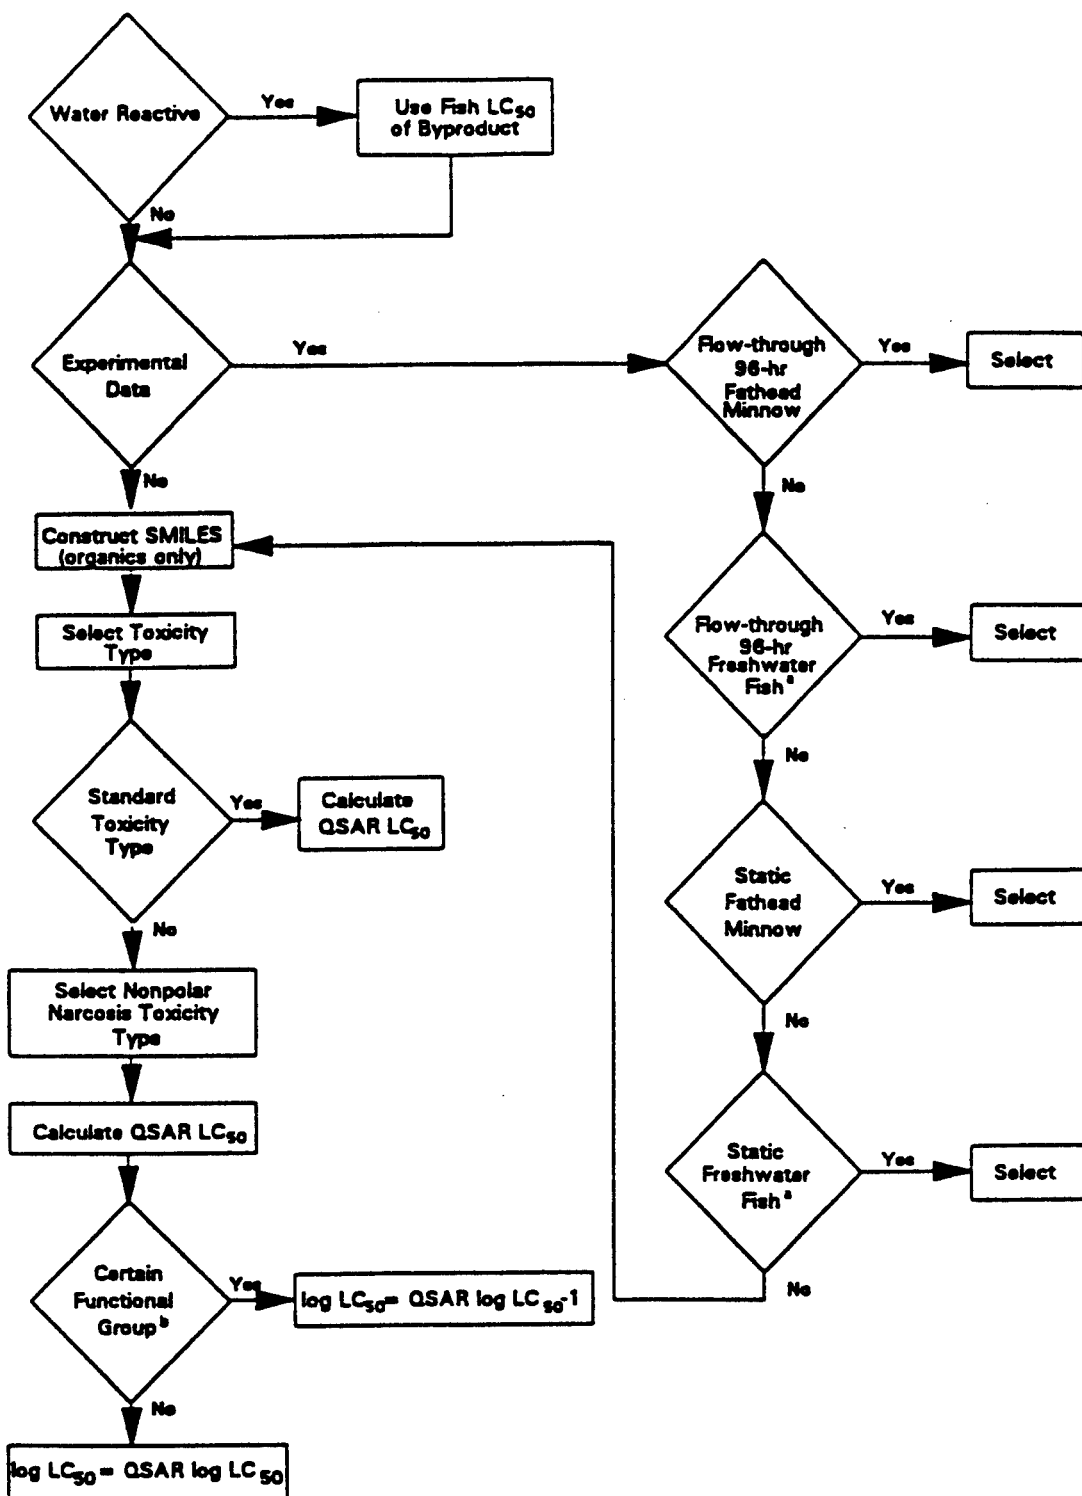 Water Reactive
Yes
Use Fish LC50
of Byproduct
No
Experimental
Data
Yes
Flow-through
96-hr
Fathead
Minnow
Yes
Select
No
No
Construct SMILES
(organics only)
Select Toxicity
Type
Flow-through
96-hr
Freshwater
Fish a
Yes
Select
No
Standard
Toxicity
Type
Yes
Calculate
QSAR LC50
Static
Fathead
Minnow
Yes
Select
No
No
Select Nonpolar
Narcosis Toxicity
Type
Calculate QSAR LC50
Static
Freshwater
Fish a
Yes
Select
No
Certain
Functional
Group b
Yes
log LC50= QSAR log LC 50-1
No
log LC50= QSAR log LC 50